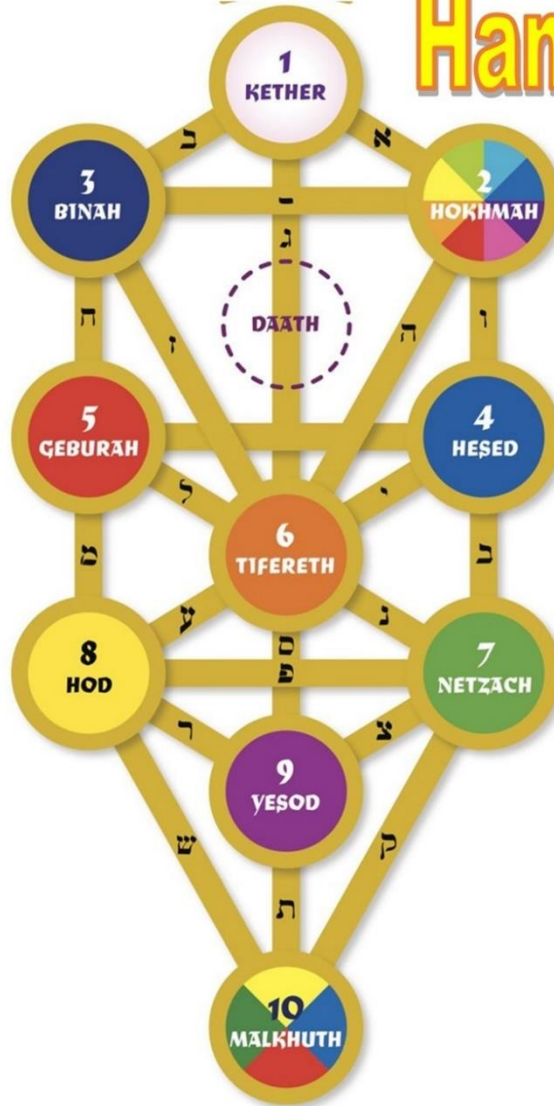 Han
1
KETHER
א
3
BINAH
2
HOKHMAH
ג
DAATH
ח
ז
ה
ו
5
GEBURAH
4
HESED
ל
י
6
TIFERETH
מ
ע
ס
פ
8
HOD
7
NETZACH
ר
צ
9
YESOD
ש
ק
ת
10
MALKHUTH